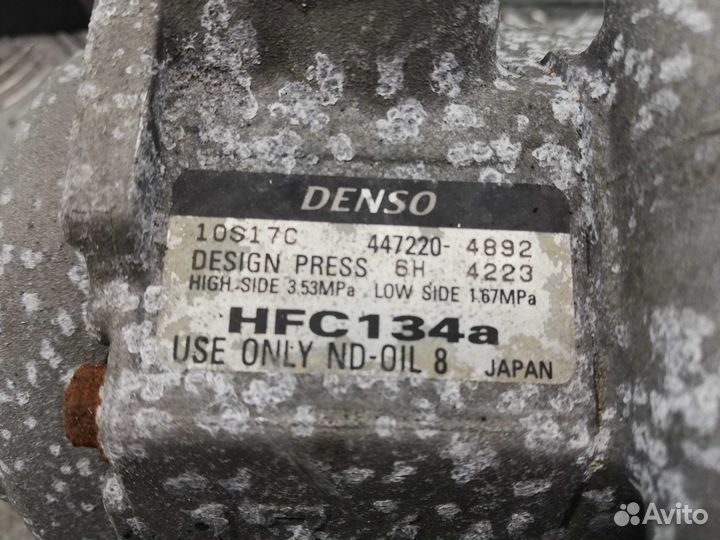 DENSO
10S17C 447220-4892
DESIGN PRESS 6H 4223
HIGH SIDE 3.53MPa LOW SIDE 1.67MPa
HFC134a
USE ONLY ND-OIL 8 JAPAN
Avito